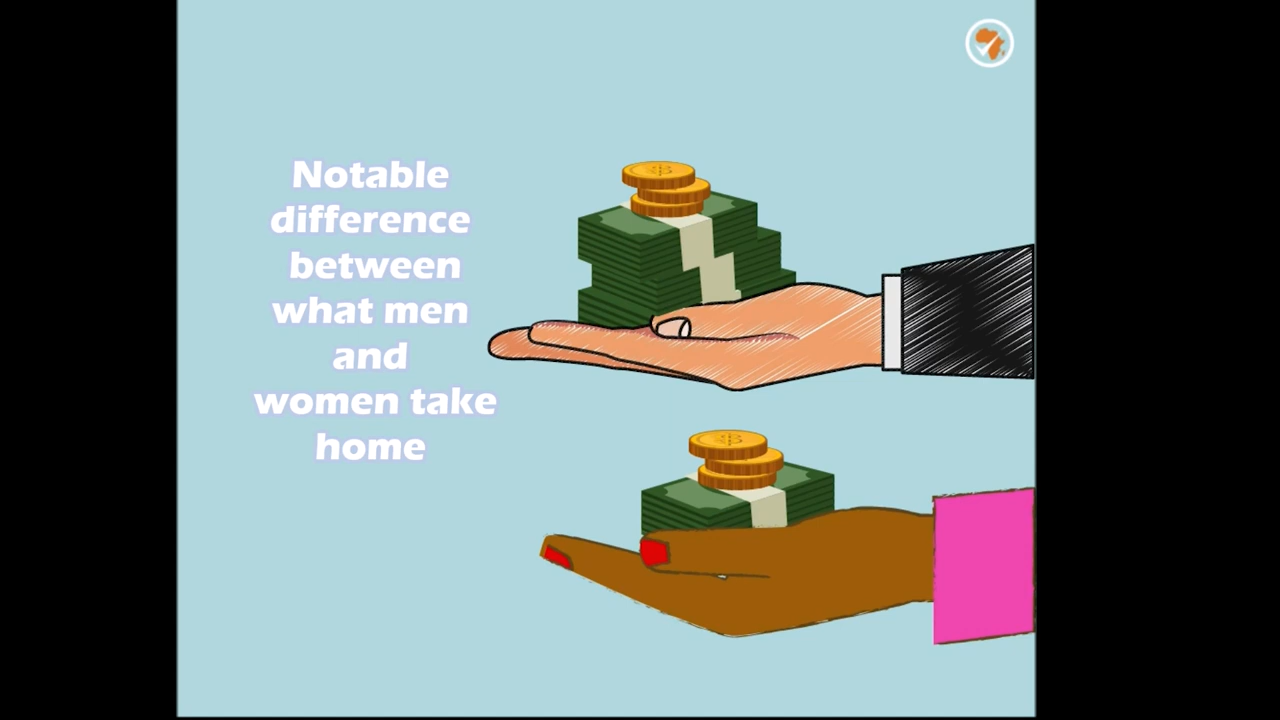 Notable
difference
between
what men
and
women take
home